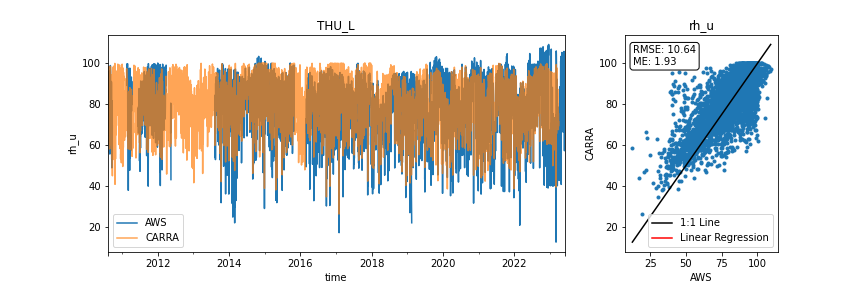 THU_L
rh_u
100
80
60
40
20
AWS
CARRA
2012
2014
2016
2018
2020
2022
time
rh_u
RMSE: 10.64
ME: 1.93
CARRA
100
80
60
40
20
1:1 Line
Linear Regression
25
50
75
100
AWS